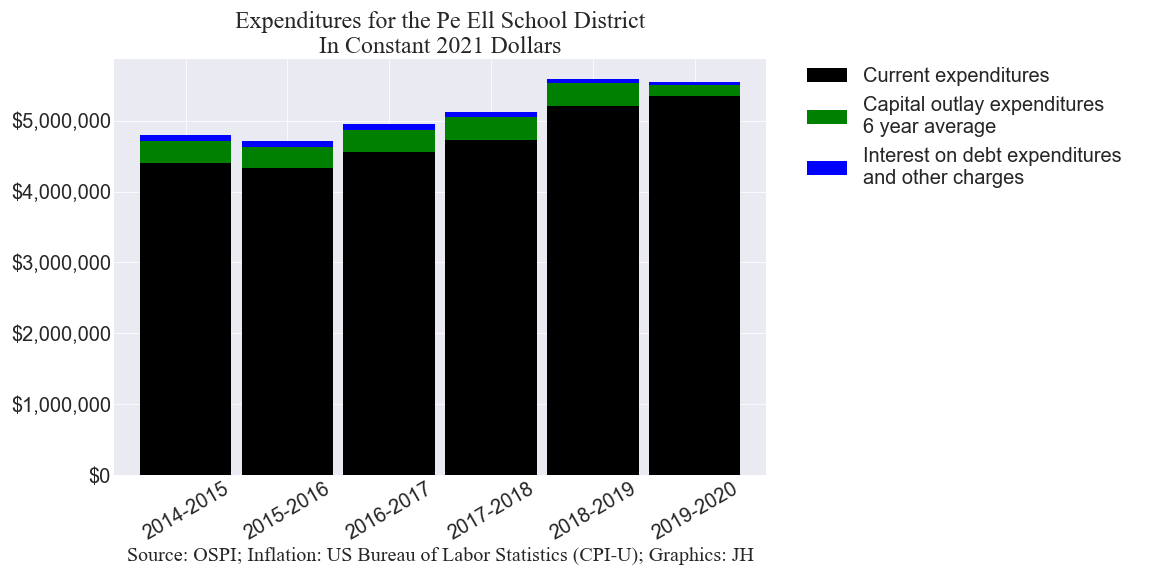 Expenditures for the Pe Ell School District
In Constant 2021 Dollars
Current expenditures
Capital outlay expenditures
6 year average
Interest on debt expenditures
and other charges
$5,000,000
$4,000,000
$3,000,000
$2,000,000
$1,000,000
$0
2014-2015
2015-2016
2016-2017
2017-2018
2018-2019
2019-2020
Source: OSPI; Inflation: US Bureau of Labor Statistics (CPI-U); Graphics: JH